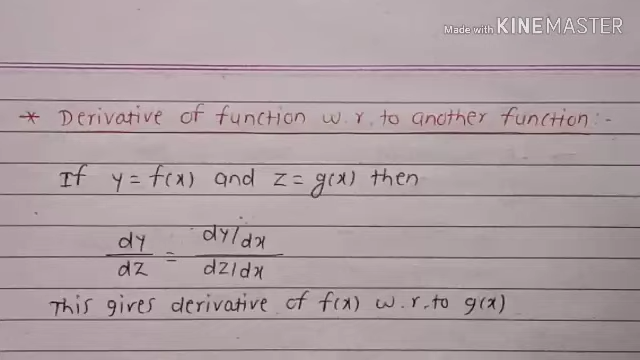 Made with KINEMASTER
* Derivative of function w.r.to another function:-
If y = f(x) and z = g(x) then
dy/dz = dy/dx / dz/dx
This gives derivative of f(x) w.r.to g(x)